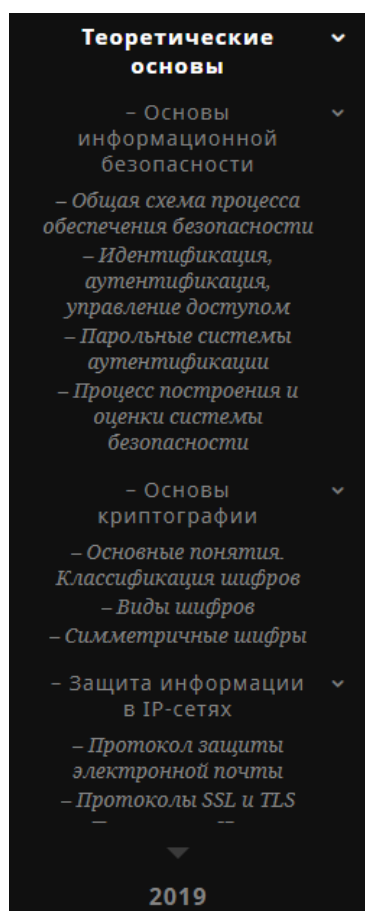 Теоретические
основы
– Основы
информационной
безопасности
– Общая схема процесса
обеспечения безопасности
– Идентификация,
аутентификация,
управление доступом
– Парольные системы
аутентификации
– Процесс построения и
оценки системы
безопасности
– Основы
криптографии
– Основные понятия.
Классификация шифров
– Виды шифров
– Симметричные шифры
– Защита информации
в IP-сетях
– Протокол защиты
электронной почты
– Протоколы SSL и TLS
2019